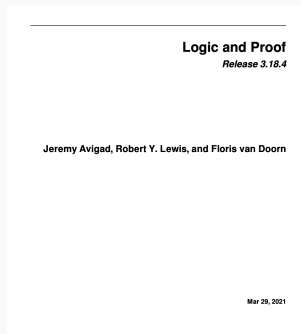 Logic and Proof
Release 3.18.4
Jeremy Avigad, Robert Y. Lewis, and Floris van Doorn
Mar 29, 2021